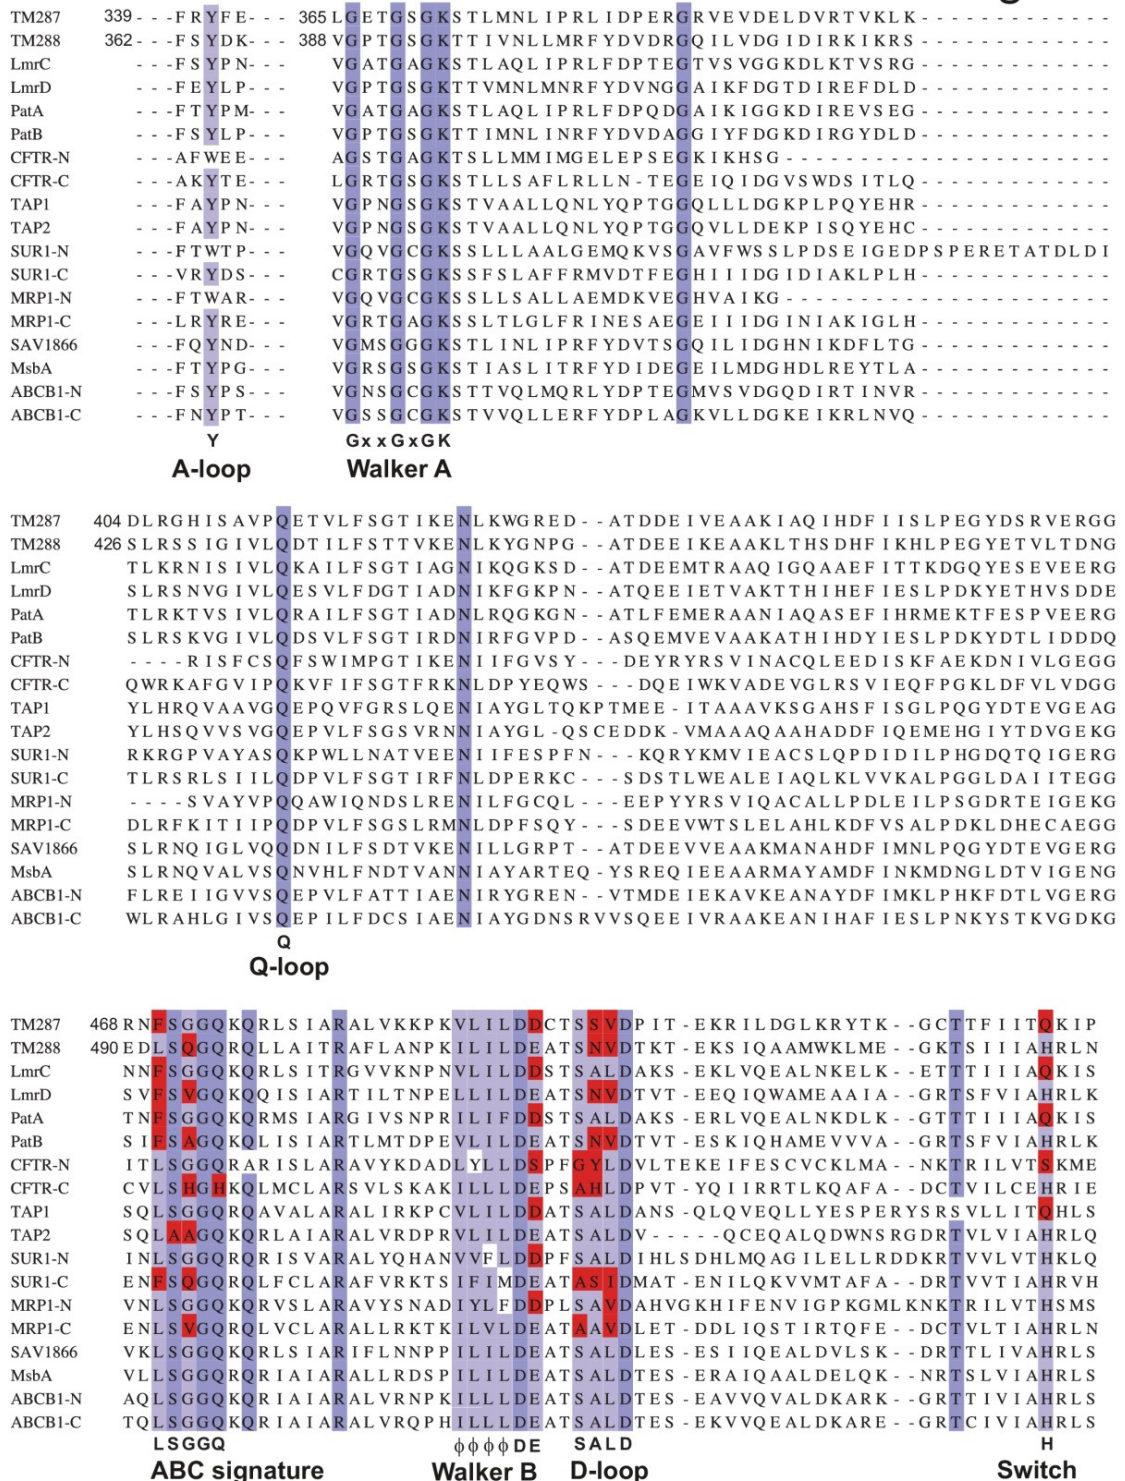 TM287 339 - - - F R Y F E - - - 365 L G E T G S G K S T L M N L I P R L I D P E R G R V E V D E L D V R T V K L K - - - - - - - - - - - - - -
TM288 362 - - - F S Y D K - - - 388 V G P T G S G K T T I V N L L M R F Y D V D R G Q I L V D G I D I R K I K R S - - - - - - - - - - - - - -
LmrC - - - F S Y P N - - - V G A T G A G K S T L A Q L I P R L F D P T E G T V S V G G K D L K T V S R G - - - - - - - - - - - - - -
LmrD - - - F E Y L P - - - V G P T G S G K T T V M N L M N R F Y D V N G G A I K F D G T D I R E F D L D - - - - - - - - - - - - - -
PatA - - - F T Y P M - - - V G A T G A G K S T L A Q L I P R L F D P Q D G A I K I G G K D I R E V S E G - - - - - - - - - - - - - -
PatB - - - F S Y L P - - - V G P T G S G K T T I M N L I N R F Y D V D A G G I Y F D G K D I R G Y D L D - - - - - - - - - - - - - -
CFTR-N - - - A F W E E - - - A G S T G A G K T S L L M M I M G E L E P S E G K I K H S G - - - - - - - - - - - - - - - - - - - - - - - -
CFTR-C - - - A K Y T E - - - L G R T G S G K S T L L S A F L R L L N - T E G E I Q I D G V S W D S I T L Q - - - - - - - - - - - - - -
TAP1 - - - F A Y P N - - - V G P N G S G K S T V A A L L Q N L Y Q P T G G Q L L L D G K P L P Q Y E H R - - - - - - - - - - - - - -
TAP2 - - - F A Y P N - - - V G P N G S G K S T V A A L L Q N L Y Q P T G G Q V L L D E K P I S Q Y E H C - - - - - - - - - - - - - -
SUR1-N - - - F T W T P - - - V G Q V G C G K S S L L L A A L G E M Q K V S G A V F W S S L P D S E I G E D P S P E R E T A T D L D I
SUR1-C - - - V R Y D S - - - C G R T G S G K S S F S L A F F R M V D T F E G H I I I D G I D I A K L P L H - - - - - - - - - - - - - -
MRP1-N - - - F T W A R - - - V G Q V G C G K S S L L S A L L A E M D K V E G H V A I K G - - - - - - - - - - - - - - - - - - - - - - - -
MRP1-C - - - L R Y R E - - - V G R T G A G K S S L T L G L F R I N E S A E G E I I I D G I N I A K I G L H - - - - - - - - - - - - - -
SAV1866 - - - F Q Y N D - - - V G M S G G G K S T L I N L I P R F Y D V T S G Q I L I D G H N I K D F L T G - - - - - - - - - - - - - -
MsbA - - - F T Y P G - - - V G R S G S G K S T I A S L I T R F Y D I D E G E I L M D G H D L R E Y T L A - - - - - - - - - - - - - -
ABCB1-N - - - F S Y P S - - - V G N S G C G K S T T V Q L M Q R L Y D P T E G M V S V D G Q D I R T I N V R - - - - - - - - - - - - - -
ABCB1-C - - - F N Y P T - - - V G S S G C G K S T V V Q L L E R F Y D P L A G K V L L D G K E I K R L N V Q - - - - - - - - - - - - - -
Y G x x G x G K
A-loop Walker A
TM287 404 D L R G H I S A V P Q E T V L F S G T I K E N L K W G R E D - - A T D D E I V E A A K I A Q I H D F I I S L P E G Y D S R V E R G G
TM288 426 S L R S S I G I V L Q D T I L F S T T V K E N L K Y G N P G - - A T D E E I K E A A K L T H S D H F I K H L P E G Y E T V L T D N G
LmrC T L K R N I S I V L Q K A I L F S G T I A G N I K Q G K S D - - A T D E E M T R A A Q I G Q A A E F I T T K D G Q Y E S E V E E R G
LmrD S L R S N V G I V L Q E S V L F D G T I A D N I K F G K P N - - A T Q E E I E T V A K T T H I H E F I E S L P D K Y E T H V S D D E
PatA T L R K T V S I V L Q R A I L F S G T I A D N L R Q G K G N - - A T L F E M E R A A N I A Q A S E F I H R M E K T F E S P V E E R G
PatB S L R S K V G I V L Q D S V L F S G T I R D N I R F G V P D - - A S Q E M V E V A A K A T H I H D Y I E S L P D K Y D T L I D D D Q
CFTR-N - - - - R I S F C S Q F S W I M P G T I K E N I I F G V S Y - - - D E Y R Y R S V I N A C Q L E E D I S K F A E K D N I V L G E G G
CFTR-C Q W R K A F G V I P Q K V F I F S G T F R K N L D P Y E Q W S - - - D Q E I W K V A D E V G L R S V I E Q F P G K L D F V L V D G G
TAP1 Y L H R Q V A A V G Q E P Q V F G R S L Q E N I A Y G L T Q K P T M E E - I T A A A V K S G A H S F I S G L P Q G Y D T E V G E A G
TAP2 Y L H S Q V V S V G Q E P V L F S G S V R N N I A Y G L - Q S C E D D K - V M A A A Q A A H A D D F I Q E M E H G I Y T D V G E K G
SUR1-N R K R G P V A Y A S Q K P W L L N A T V E E N I I F E S P F N - - - K Q R Y K M V I E A C S L Q P D I D I L P H G D Q T Q I G E R G
SUR1-C T L R S R L S I I L Q D P V L F S G T I R F N L D P E R K C - - - S D S T L W E A L E I A Q L K L V V K A L P G G L D A I I T E G G
MRP1-N - - - - S V A Y V P Q Q A W I Q N D S L R E N I L F G C Q L - - - E E P Y Y R S V I Q A C A L L P D L E I L P S G D R T E I G E K G
MRP1-C D L R F K I T I I P Q D P V L F S G S L R M N L D P F S Q Y - - - S D E E V W T S L E L A H L K D F V S A L P D K L D H E C A E G G
SAV1866 S L R N Q I G L V Q Q D N I L F S D T V K E N I L L G R P T - - A T D E E V V E A A K M A N A H D F I M N L P Q G Y D T E V G E R G
MsbA S L R N Q V A L V S Q N V H L F N D T V A N N I A Y A R T E Q - Y S R E Q I E E A A R M A Y A M D F I N K M D N G L D T V I G E N G
ABCB1-N F L R E I I G V V S Q E P V L F A T T I A E N I R Y G R E N - - V T M D E I E K A V K E A N A Y D F I M K L P H K F D T L V G E R G
ABCB1-C W L R A H L G I V S Q E P I L F D C S I A E N I A Y G D N S R V V S Q E E I V R A A K E A N I H A F I E S L P N K Y S T K V G D K G
Q
Q-loop
TM287 468 R N F S G G Q K Q R L S I A R A L V K K P K V L I L D D C T S S V D P I T - E K R I L D G L K R Y T K - - G C T T F I I T Q K I P
TM288 490 E D L S Q G Q R Q L L A I T R A F L A N P K I L I L D E A T S N V D T K T - E K S I Q A A M W K L M E - - G K T S I I I A H R L N
LmrC N N F S G G Q K Q R L S I T R G V V K N P N V L I L D D S T S A L D A K S - E K L V Q E A L N K E L K - - E T T T I I I A Q K I S
LmrD S V F S V G Q K Q Q I S I A R T I L T N P E L L I L D E A T S N V D T V T - E E Q I Q W A M E A A I A - - G R T S F V I A H R L K
PatA T N F S G G Q K Q R M S I A R G I V S N P R I L I F D D S T S A L D A K S - E R L V Q E A L N K D L K - - G T T T I I I A Q K I S
PatB S I F S A G Q K Q L I S I A R T L M T D P E V L I L D E A T S N V D T V T - E S K I Q H A M E V V V A - - G R T S F V I A H R L K
CFTR-N I T L S G G Q R A R I S L A R A V Y K D A D L Y L L D S P F G Y L D V L T E K E I F E S C V C K L M A - - N K T R I L V T S K M E
CFTR-C C V L S H G H K Q L M C L A R S V L S K A K I L L L D E P S A H L D P V T - Y Q I I R R T L K Q A F A - - D C T V I L C E H R I E
TAP1 S Q L S G G Q R Q A V A L A R A L I R K P C V L I L D D A T S A L D A N S - Q L Q V E Q L L Y E S P E R Y S R S V L L I T Q H L S
TAP2 S Q L A A G Q K Q R L A I A R A L V R D P R V L I L D E A T S A L D V - - - - - Q C E Q A L Q D W N S R G D R T V L V I A H R L Q
SUR1-N I N L S G G Q R Q R I S V A R A L Y Q H A N V V F L D D P F S A L D I H L S D H L M Q A G I L E L L R D D K R T V V L V T H K L Q
SUR1-C E N F S Q G Q R Q L F C L A R A F V R K T S I F I M D E A T A S I D M A T - E N I L Q K V V M T A F A - - D R T V V T I A H R V H
MRP1-N V N L S G G Q K Q R V S L A R A V Y S N A D I Y L F D D P L S A V D A H V G K H I F E N V I G P K G M L K N K T R I L V T H S M S
MRP1-C E N L S V G Q R Q L V C L A R A L L R K T K I L V L D E A T A A V D L E T - D D L I Q S T I R T Q F E - - D C T V L T I A H R L N
SAV1866 V K L S G G Q K Q R L S I A R I F L N N P P I L I L D E A T S A L D L E S - E S I I Q E A L D V L S K - - D R T T L I V A H R L S
MsbA V L L S G G Q R Q R I A I A R A L L R D S P I L I L D E A T S A L D T E S - E R A I Q A A L D E L Q K - - N R T S L V I A H R L S
ABCB1-N A Q L S G G Q K Q R I A I A R A L V R N P K I L L L D E A T S A L D T E S - E A V V Q V A L D K A R K - - G R T T I V I A H R L S
ABCB1-C T Q L S G G Q K Q R I A I A R A L V R Q P H I L L L D E A T S A L D T E S - E K V V Q E A L D K A R E - - G R T C I V I A H R L S
L S G G Q ϕ ϕ ϕ ϕ D E S A L D H
ABC signature Walker B D-loop Switch